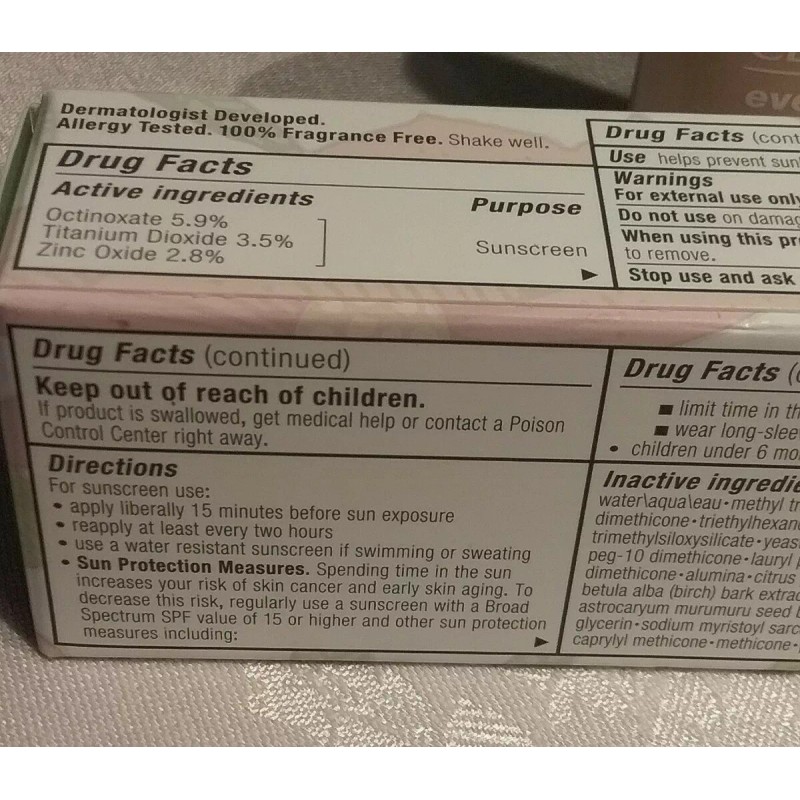 Dermatologist Developed.
Allergy Tested. 100% Fragrance Free. Shake well.
Drug Facts
Active ingredients
Purpose
Octinoxate 5.9%
Titanium Dioxide 3.5%
Zinc Oxide 2.8%
Sunscreen
Drug Facts
Use helps prevent
Warnings
For external use only
Do not use on
When using this
to remove.
Stop use and ask
Drug Facts (continued)
Keep out of reach of children.
If product is swallowed, get medical help or contact a Poison
Control Center right away.
Directions
For sunscreen use:
• apply liberally 15 minutes before sun exposure
• reapply at least every two hours
• use a water resistant sunscreen if swimming or sweating
• Sun Protection Measures. Spending time in the sun
increases your risk of skin cancer and early skin aging. To
decrease this risk, regularly use a sunscreen with a Broad
Spectrum SPF value of 15 or higher and other sun protection
measures including:
Drug Facts
■ limit time in
■ wear
• children under 6
Inactive
water\aqua\eau•methyl
dimethicone•
trimethylsiloxysilicate•
peg-10 dimethicone•lauryl
dimethicone•alumina•citrus
betula alba (birch) bark
astrocaryum murumuru seed
glycerin•sodium myristoyl
caprylyl methicone•methicone•